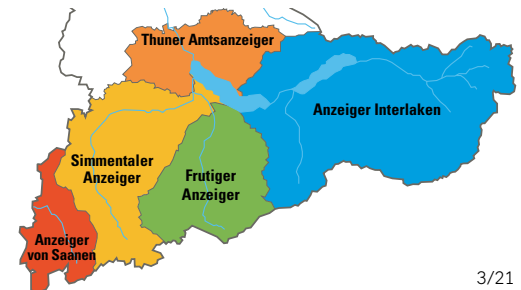 Thuner Amtsanzeiger
Anzeiger Interlaken
Simmentaler
Anzeiger
Frutiger
Anzeiger
Anzeiger
von Saanen
3/21